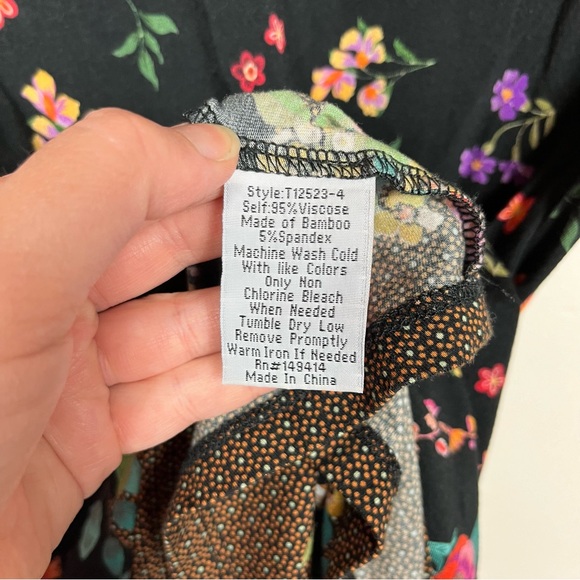 Style:T12523-4
Self:95%Viscose
Made of Bamboo
5%Spandex
Machine Wash Cold
With like Colors
Only Non
Chlorine Bleach
When Needed
Tumble Dry Low
Remove Promptly
Warm Iron If Needed
Rn#149414
Made In China